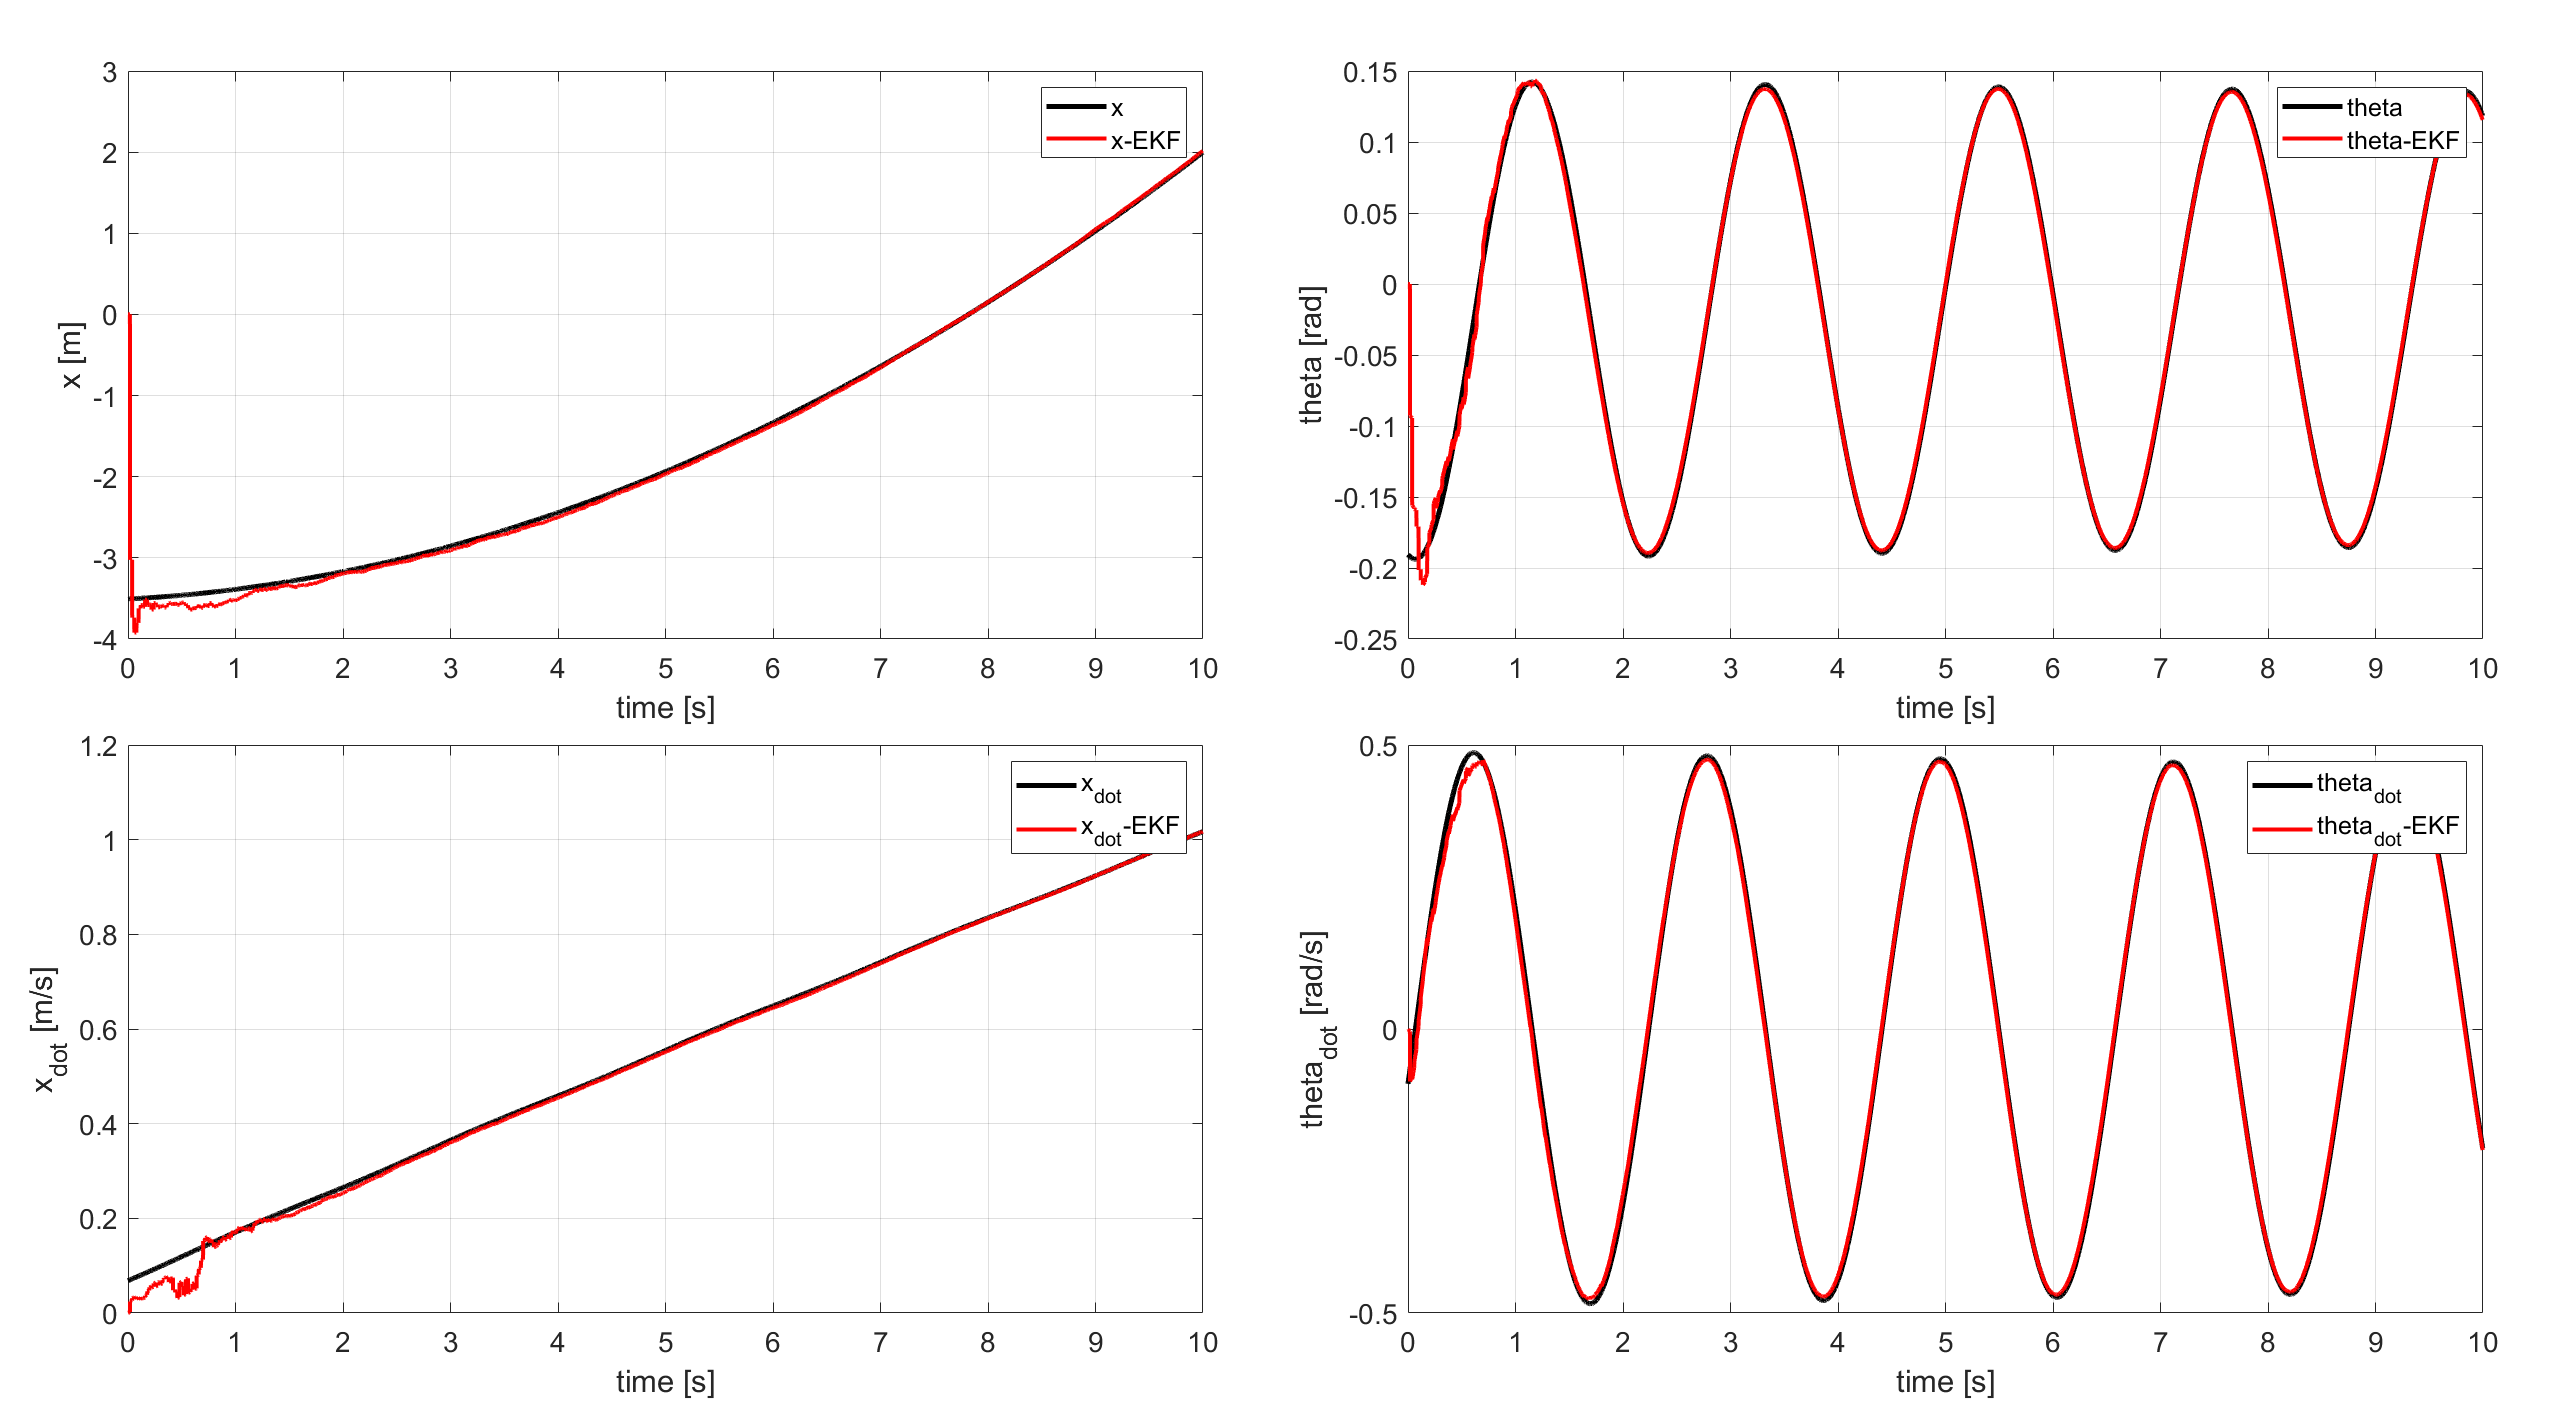 3
2
1
0
-1
-2
-3
-4
x [m]
0 1 2 3 4 5 6 7 8 9 10
time [s]
x
x-EKF
0.15
0.1
0.05
0
-0.05
-0.1
-0.15
-0.2
-0.25
theta [rad]
0 1 2 3 4 5 6 7 8 9 10
time [s]
theta
theta-EKF
1.2
1
0.8
0.6
0.4
0.2
0
xdot [m/s]
0 1 2 3 4 5 6 7 8 9 10
time [s]
xdot
xdot-EKF
0.5
0
-0.5
thetadot [rad/s]
0 1 2 3 4 5 6 7 8 9 10
time [s]
thetadot
thetadot-EKF